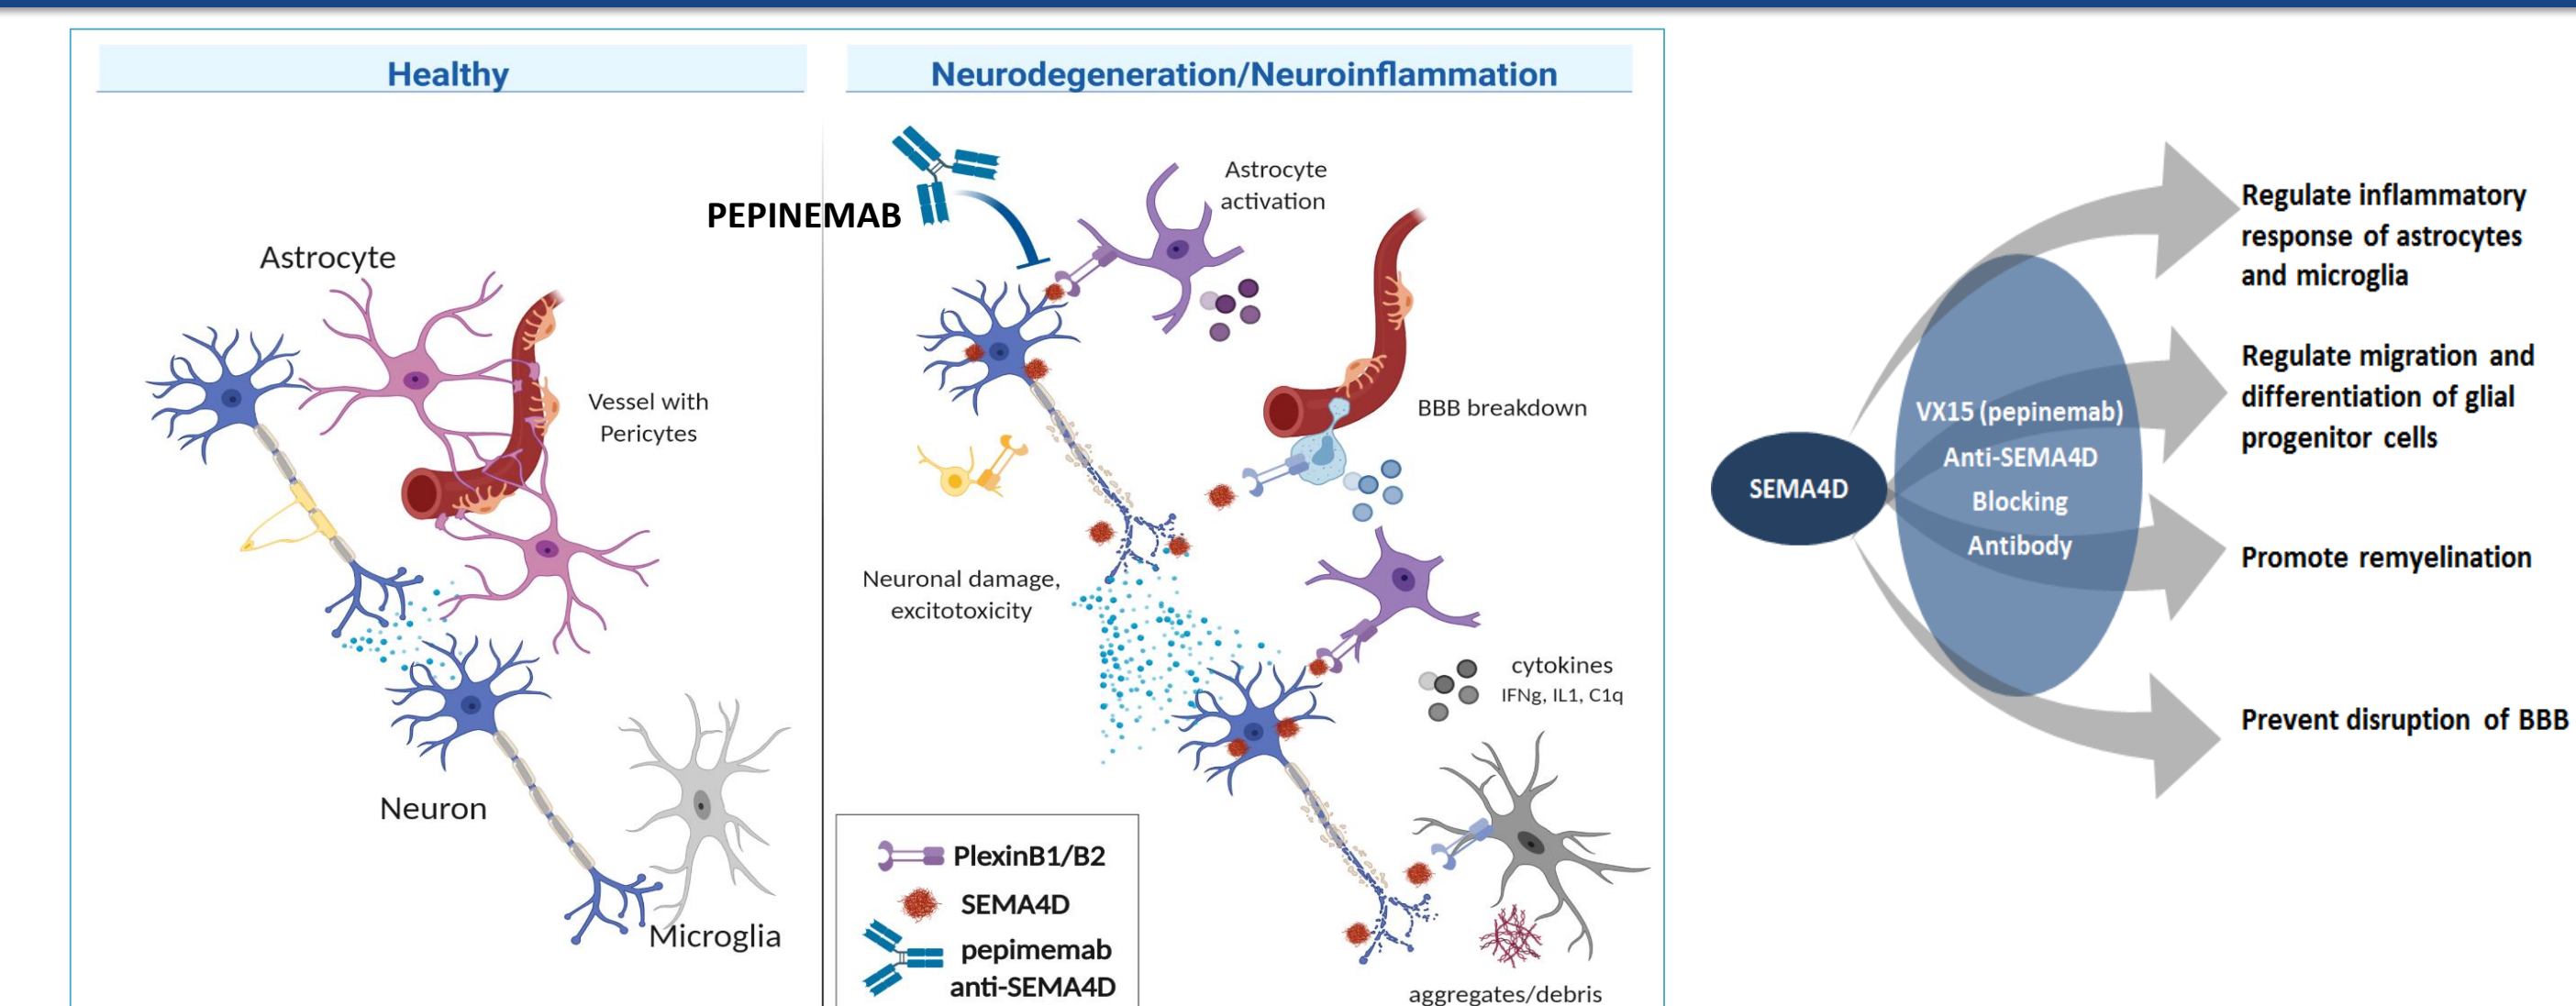 Healthy
Astrocyte
Vessel with
Pericytes
Neuron
Microglia
Neurodegeneration/Neuroinflammation
PEPINEMAB
Astrocyte
activation
BBB breakdown
Neuronal damage,
excitotoxicity
cytokines
IFNg, IL1, C1q
aggregates/debris
PlexinB1/B2
SEMA4D
pepimemab
anti-SEMA4D
SEMA4D
VX15 (pepinemab)
Anti-SEMA4D
Blocking
Antibody
Regulate inflammatory
response of astrocytes
and microglia
Regulate migration and
differentiation of glial
progenitor cells
Promote remyelination
Prevent disruption of BBB